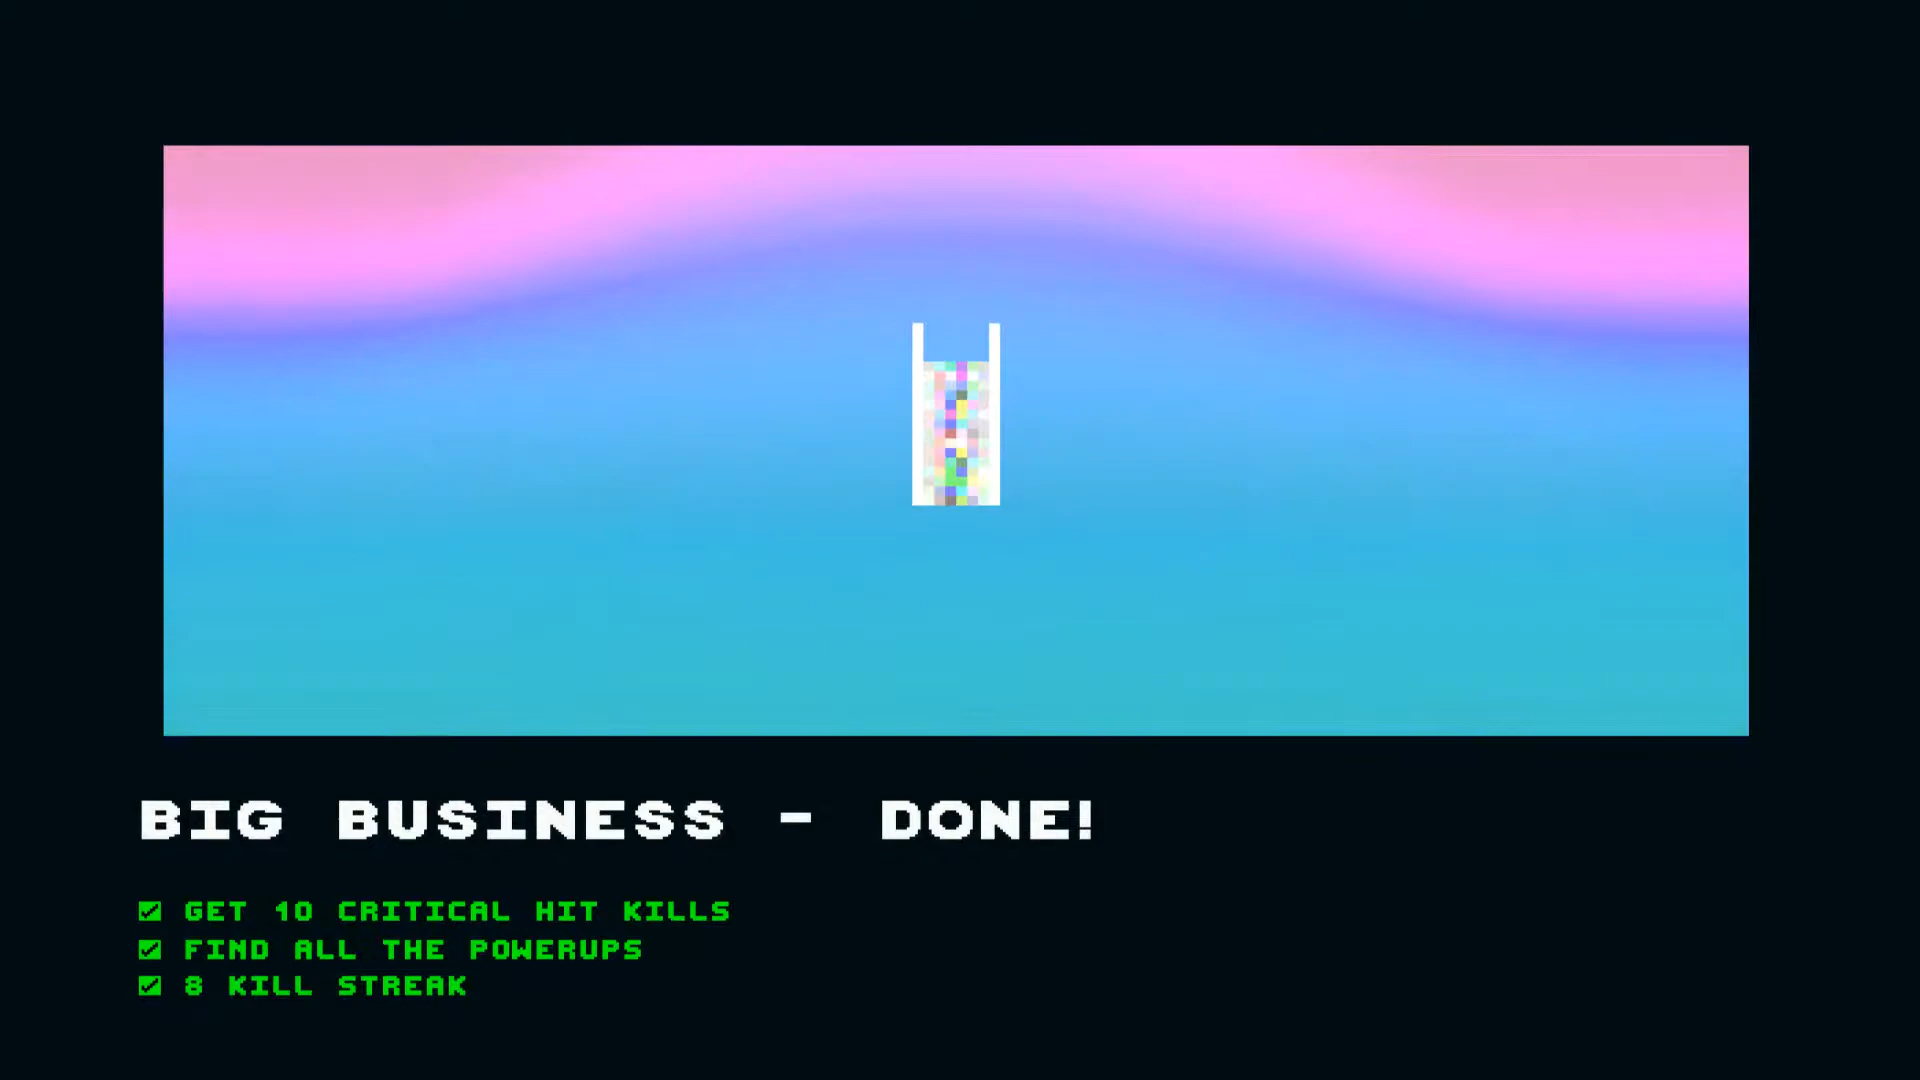 BIG BUSINESS - DONE!
GET 10 CRITICAL HIT KILLS
FIND ALL THE POWERUPS
8 KILL STREAK